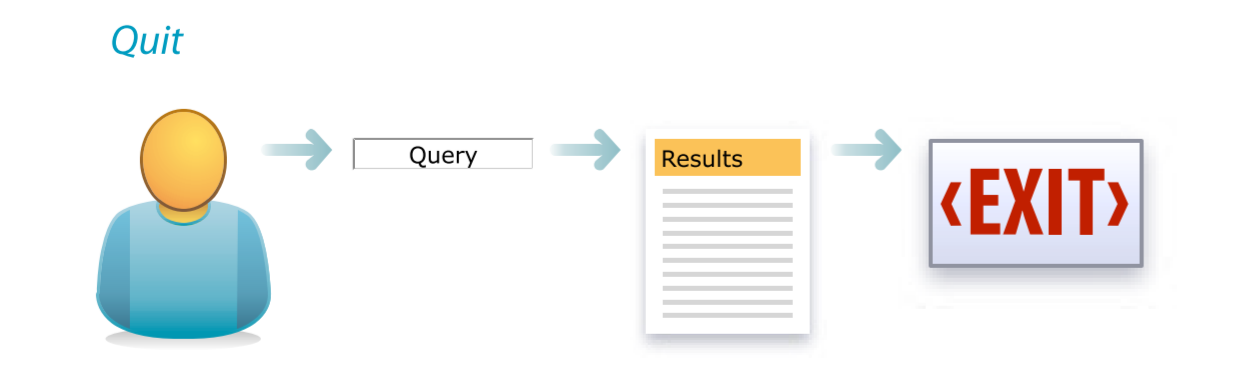 Quit
Query
Results
‹EXIT›